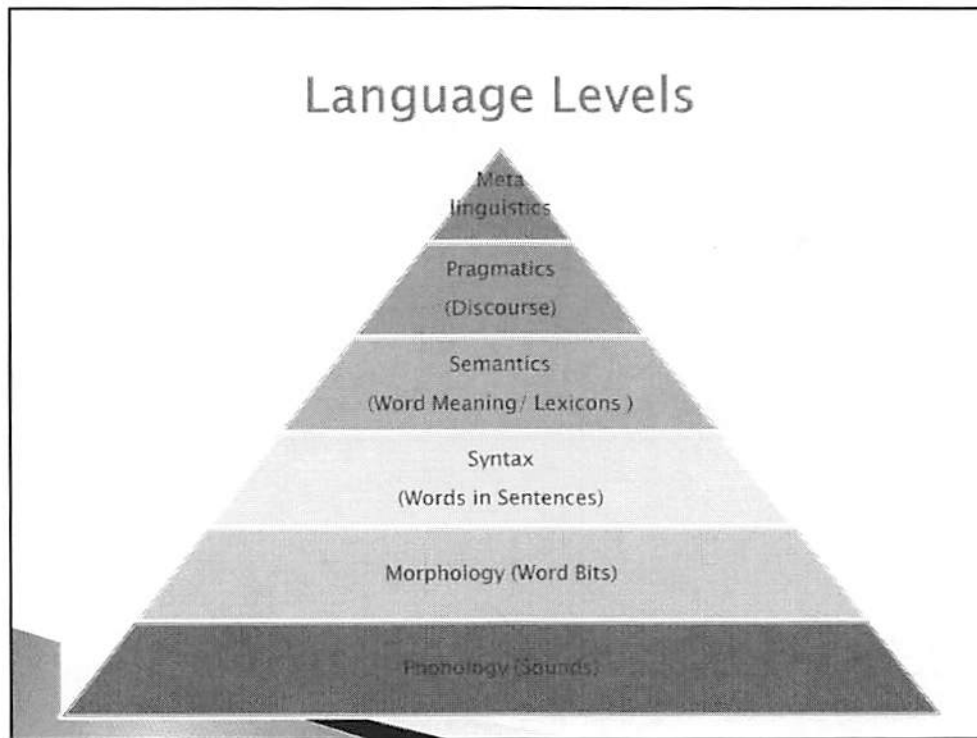 Language Levels
Meta
linguistics
Pragmatics
(Discourse)
Semantics
(Word Meaning/ Lexicons )
Syntax
(Words in Sentences)
Morphology (Word Bits)
Phonology (Sounds)